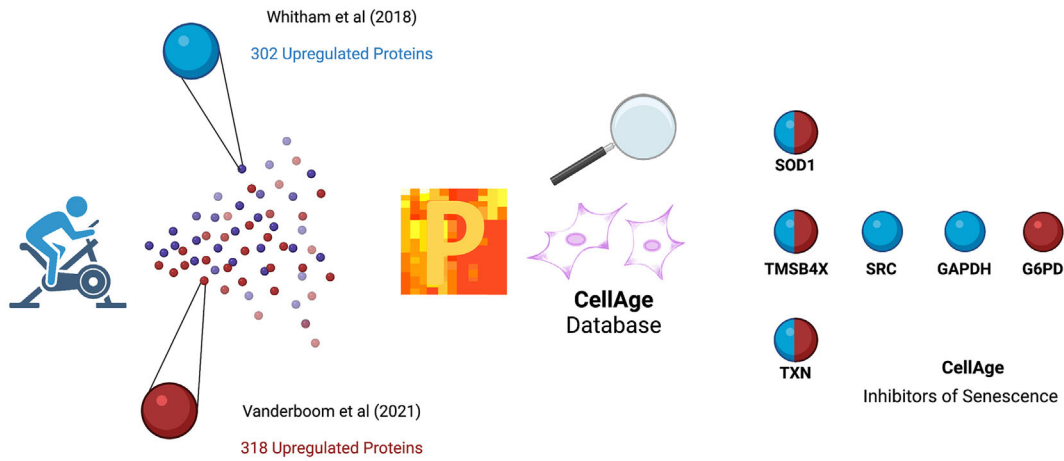 Whitham et al (2018)
302 Upregulated Proteins
P
CellAge
Database
Vanderboom et al (2021)
318 Upregulated Proteins
SOD1
TMSB4X SRC GAPDH G6PD
TXN
CellAge
Inhibitors of Senescence